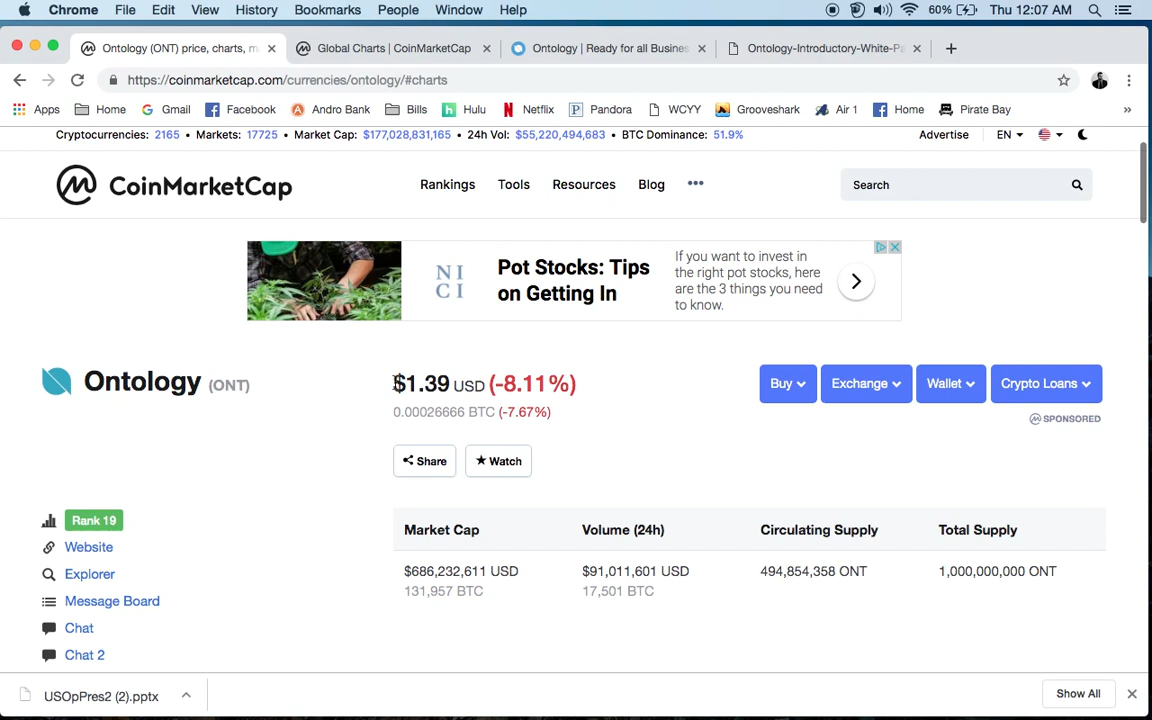 Chrome File Edit View History Bookmarks People Window Help 60% Thu 12:07 AM
Ontology (ONT) price, charts, m Global Charts | CoinMarketCap Ontology | Ready for all Busines Ontology-Introductory-White-Pa
https://coinmarketcap.com/currencies/ontology/#charts
Apps Home Gmail Facebook Andro Bank Bills Hulu Netflix Pandora WCYY Grooveshark Air 1 Home Pirate Bay »
Cryptocurrencies: 2165 • Markets: 17725 • Market Cap: $177,028,831,165 • 24h Vol: $55,220,494,683 • BTC Dominance: 51.9% Advertise EN
CoinMarketCap Rankings Tools Resources Blog ••• Search
NICI
Pot Stocks: Tips
on Getting In
If you want to invest in
the right pot stocks, here
are the 3 things you need
to know.
Ontology (ONT) $1.39 USD (-8.11%) Buy Exchange Wallet Crypto Loans
0.00026666 BTC (-7.67%) SPONSORED
Share Watch
Rank 19
Website
Explorer
Message Board
Chat
Chat 2
Market Cap Volume (24h) Circulating Supply Total Supply
$686,232,611 USD $91,011,601 USD 494,854,358 ONT 1,000,000,000 ONT
131,957 BTC 17,501 BTC
USOpPres2 (2).pptx Show All